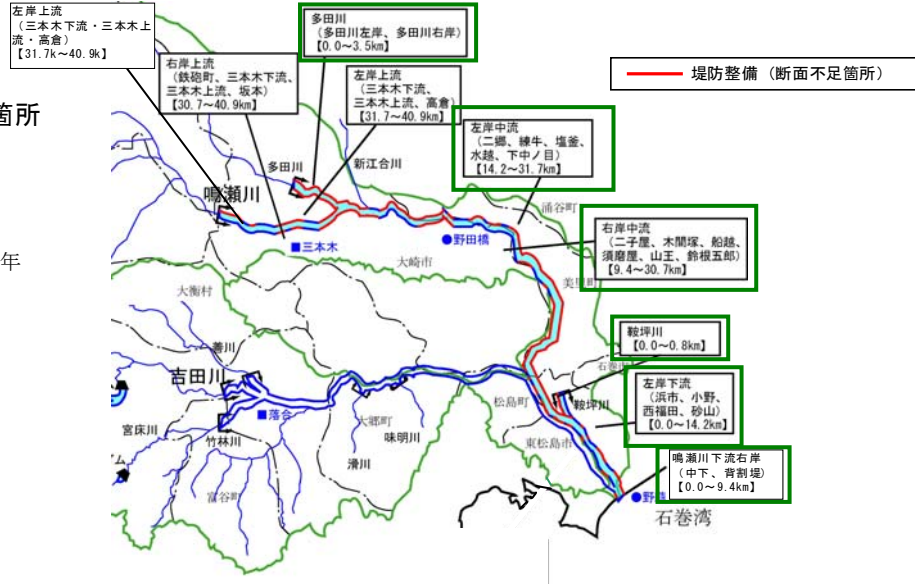 左岸上流
(三本木下流・三本木上
流・高倉)
【31.7k~40.9k】
多田川
(多田川左岸、多田川右岸)
【0.0~3.5km】
右岸上流
(鉄砲町、三本木下流、
三本木上流、坂本)
【30.7~40.9km】
左岸上流
(三本木下流、
三本木上流、高倉)
【31.7~40.9km】
堤防整備(断面不足箇所)
箇所
左岸中流
(二郷、練牛、塩釜、
水越、下中ノ目)
【14.2~31.7km】
多田川
新江合川
鳴瀬川
涌谷町
三本木
野田橋
右岸中流
(二子屋、木間塚、船越、
須磨屋、山王、鈴根五郎)
【9.4~30.7km】
年
大崎市
美里町
大衡村
鞍坪川
【0.0~0.8km】
善川
石巻
吉田川
左岸下流
(浜市、小野、
西福田、砂山)
【0.0~14.2km】
松島町
鞍坪川
落合
大郷町
宮床川
竹林川
味明川
東松島市
滑川
鳴瀬川下流右岸
(中下、背割堤)
【0.0~9.4km】
ム
富谷町
野蒜
石巻湾